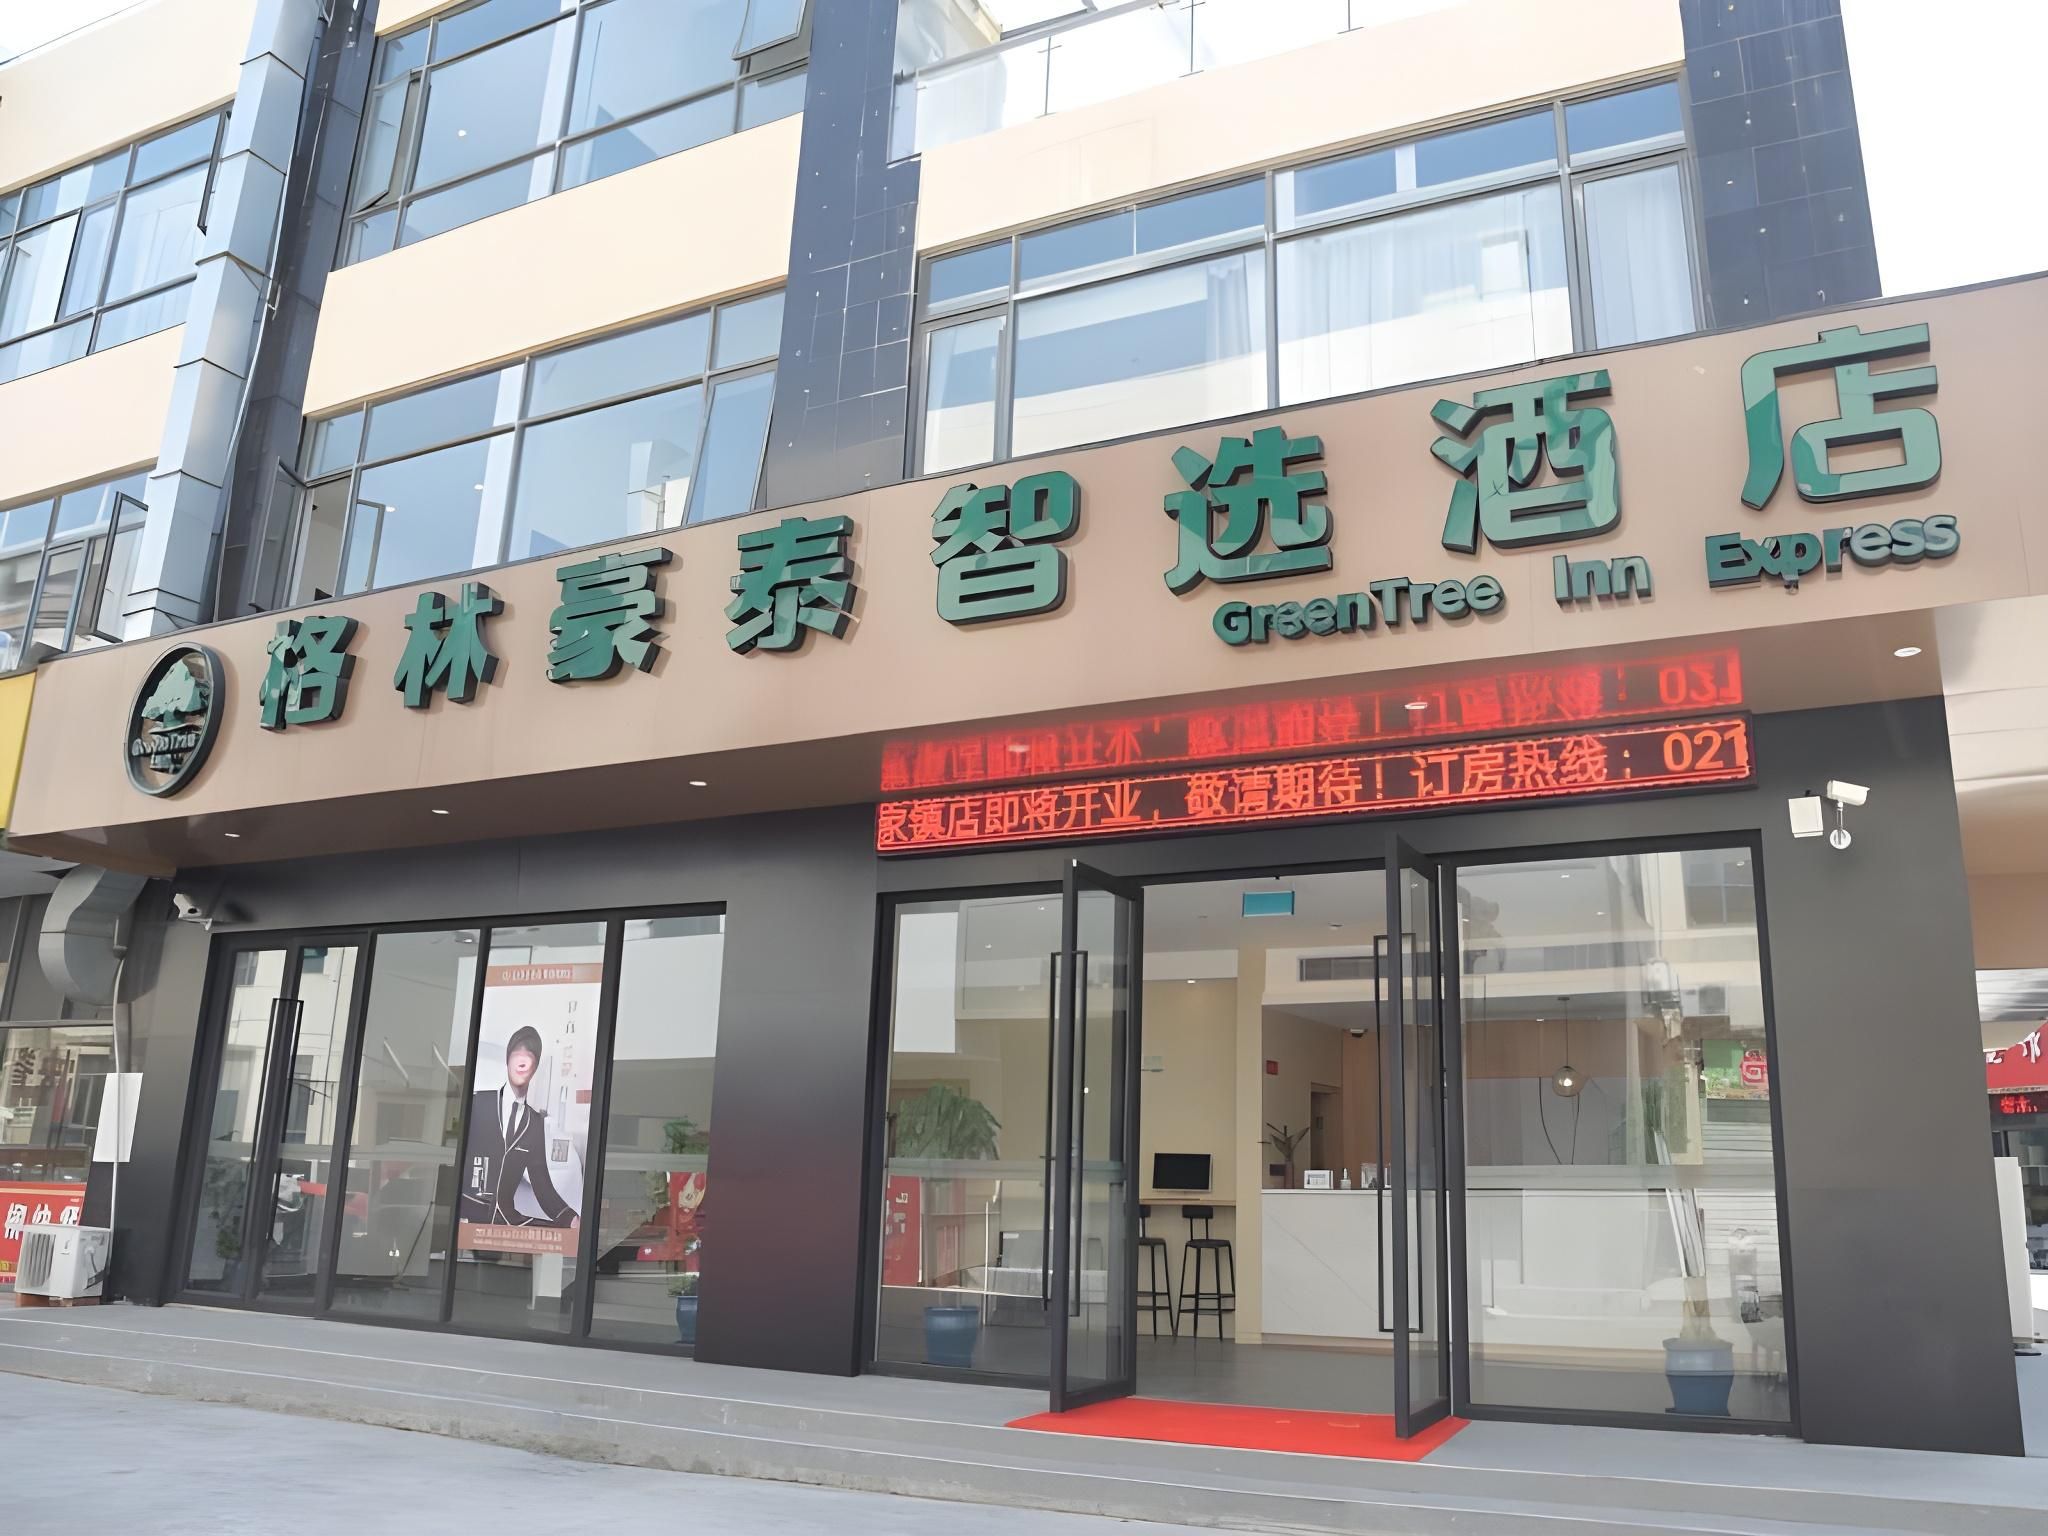 格林豪泰智选酒店
GreenTree Inn Express
家镇店即将开业，敬请期待！订房热线：021